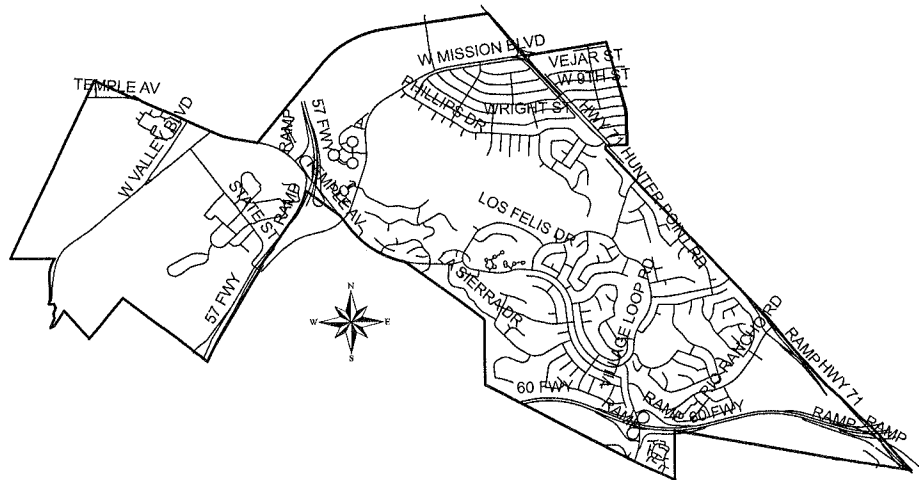 W MISSION BLVD
VEJAR ST
W 9TH ST
TEMPLE AV
PHILLIPS DR
WRIGHT ST
HWY 71
57 FWY
RAMP
W VALLEY BLVD
HUNTER POINT RD
TEMPLE AV
STATE ST
RAMP
LOS FELIS DR
N
W E
S
SIERRA DR
57 FWY
VILLAGE LOOP RD
RIO RANCHO RD
RAMP
HWY 71
60 FWY
RAMP
RAMP
60 FWY
RAMP
RAMP